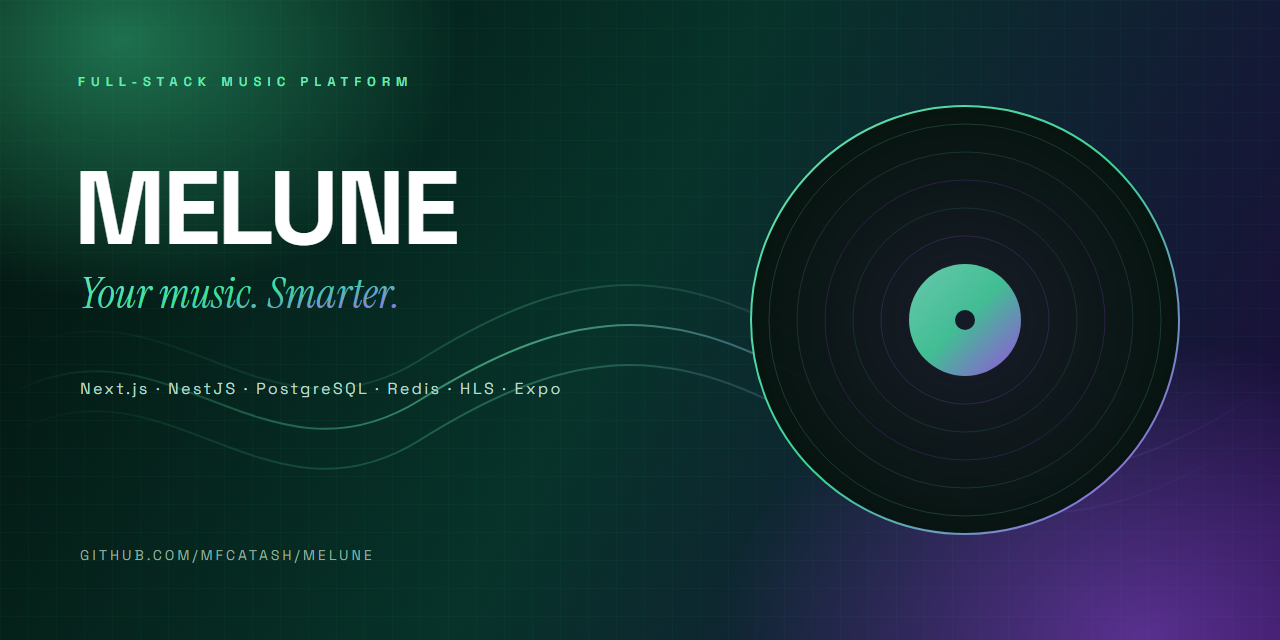 FULL-STACK MUSIC PLATFORM
MELUNE
Your music. Smarter.
Next.js · NestJS · PostgreSQL · Redis · HLS · Expo
GITHUB.COM/MFCATASH/MELUNE